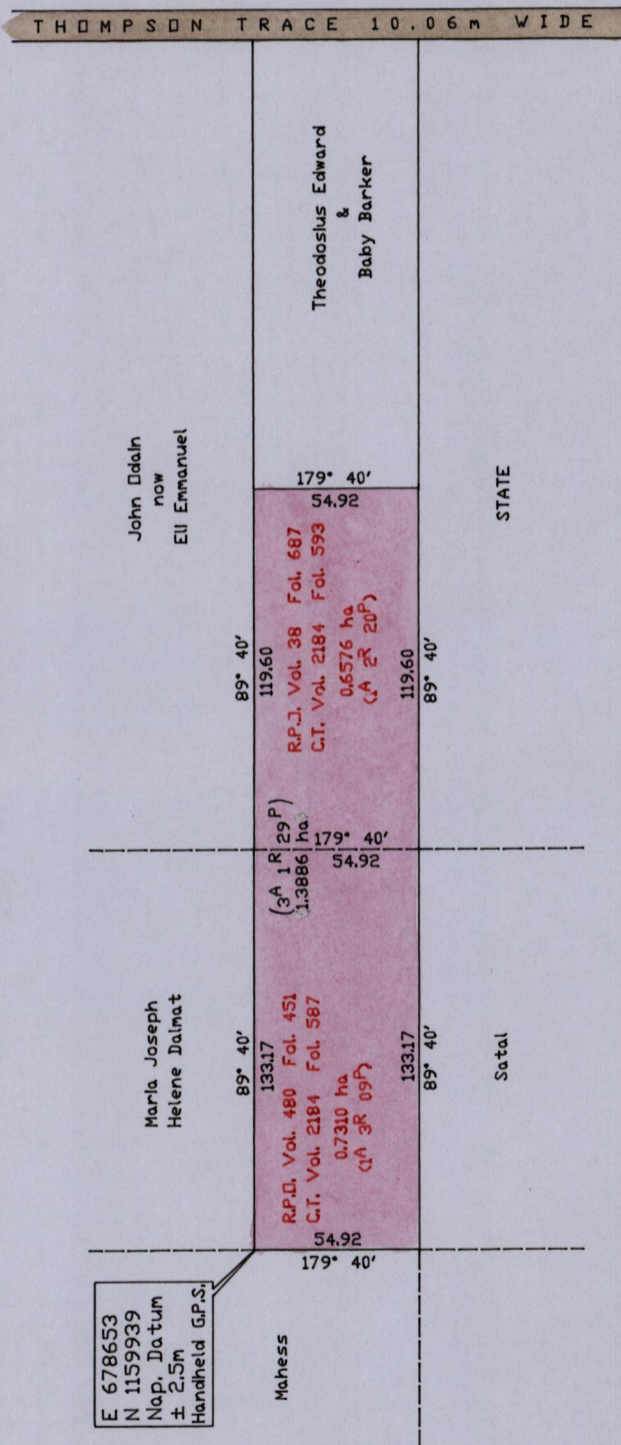 THOMPSON TRACE 10.06m WIDE
Theodosius Edward
&
Baby Barker
John Odain
now
Eli Emmanuel
STATE
179° 40'
54.92
89° 40'
119.60
R.P.O. Vol. 38 Fol. 687
C.T. Vol. 2184 Fol. 593
0.6576 ha
(1A 2R 20P)
119.60
89° 40'
(3A 1R 29P)
1.3886 ha.
179° 40'
54.92
Maria Joseph
Helene Dalmat
89° 40'
133.17
R.P.O. Vol. 480 Fol. 451
C.T. Vol. 2184 Fol. 587
0.7310 ha
(1A 3R 09P)
133.17
89° 40'
Satal
54.92
179° 40'
E 678653
N 1159939
Nap. Datum
± 2.5m
Handheld G.P.S.
Mahess